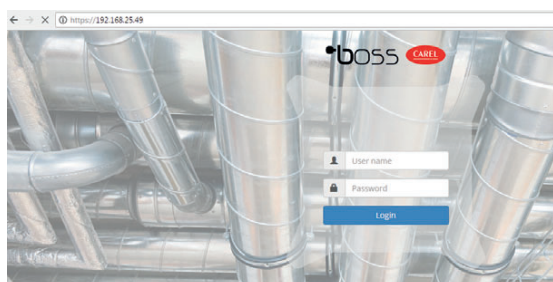 https://192.168.25.49
boss CAREL
User name
Password
Login